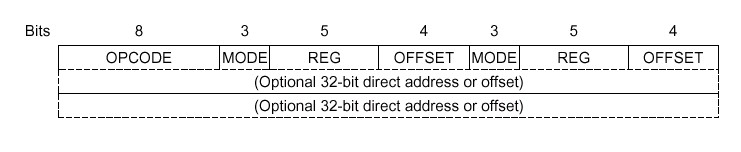 Bits 8 3 5 4 3 5 4
OPCODE MODE REG OFFSET MODE REG OFFSET
(Optional 32-bit direct address or offset)
(Optional 32-bit direct address or offset)